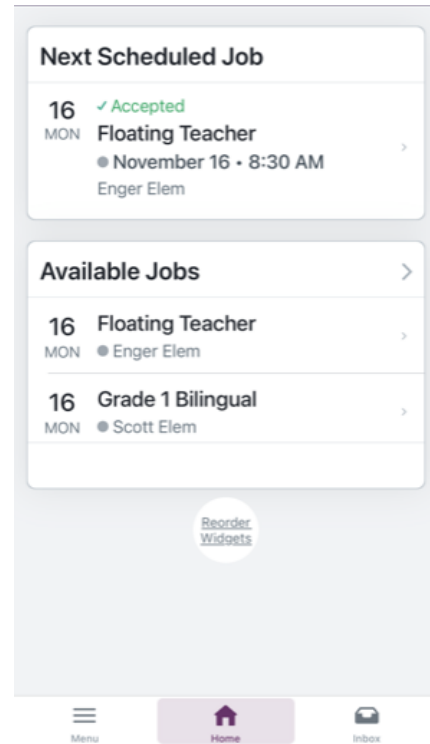 Next Scheduled Job
16
MON
✓ Accepted
Floating Teacher
November 16 • 8:30 AM
Enger Elem
Available Jobs
16
MON
Floating Teacher
Enger Elem
16
MON
Grade 1 Bilingual
Scott Elem
Reorder
Widgets
Menu
Home
Inbox